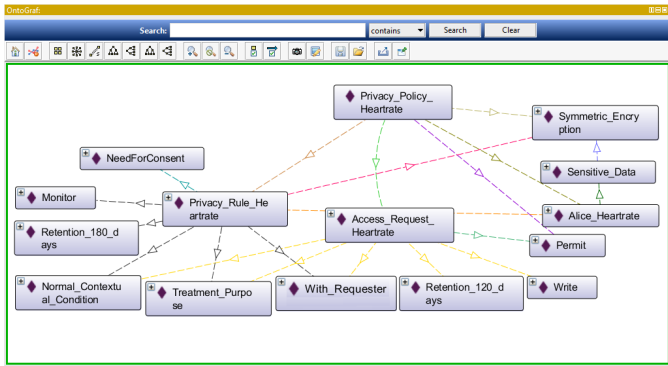 OntoGraf:
Search:
contains
Search
Clear
Privacy_Policy_
Heartrate
Symmetric_Encry
ption
NeedForConsent
Sensitive_Data
Monitor
Privacy_Rule_He
artrate
Access_Request_
Heartrate
Alice_Heartrate
Retention_180_d
ays
Permit
Normal_Contextu
al_Condition
Treatment_Purpo
se
With_Requester
Retention_120_d
ays
Write